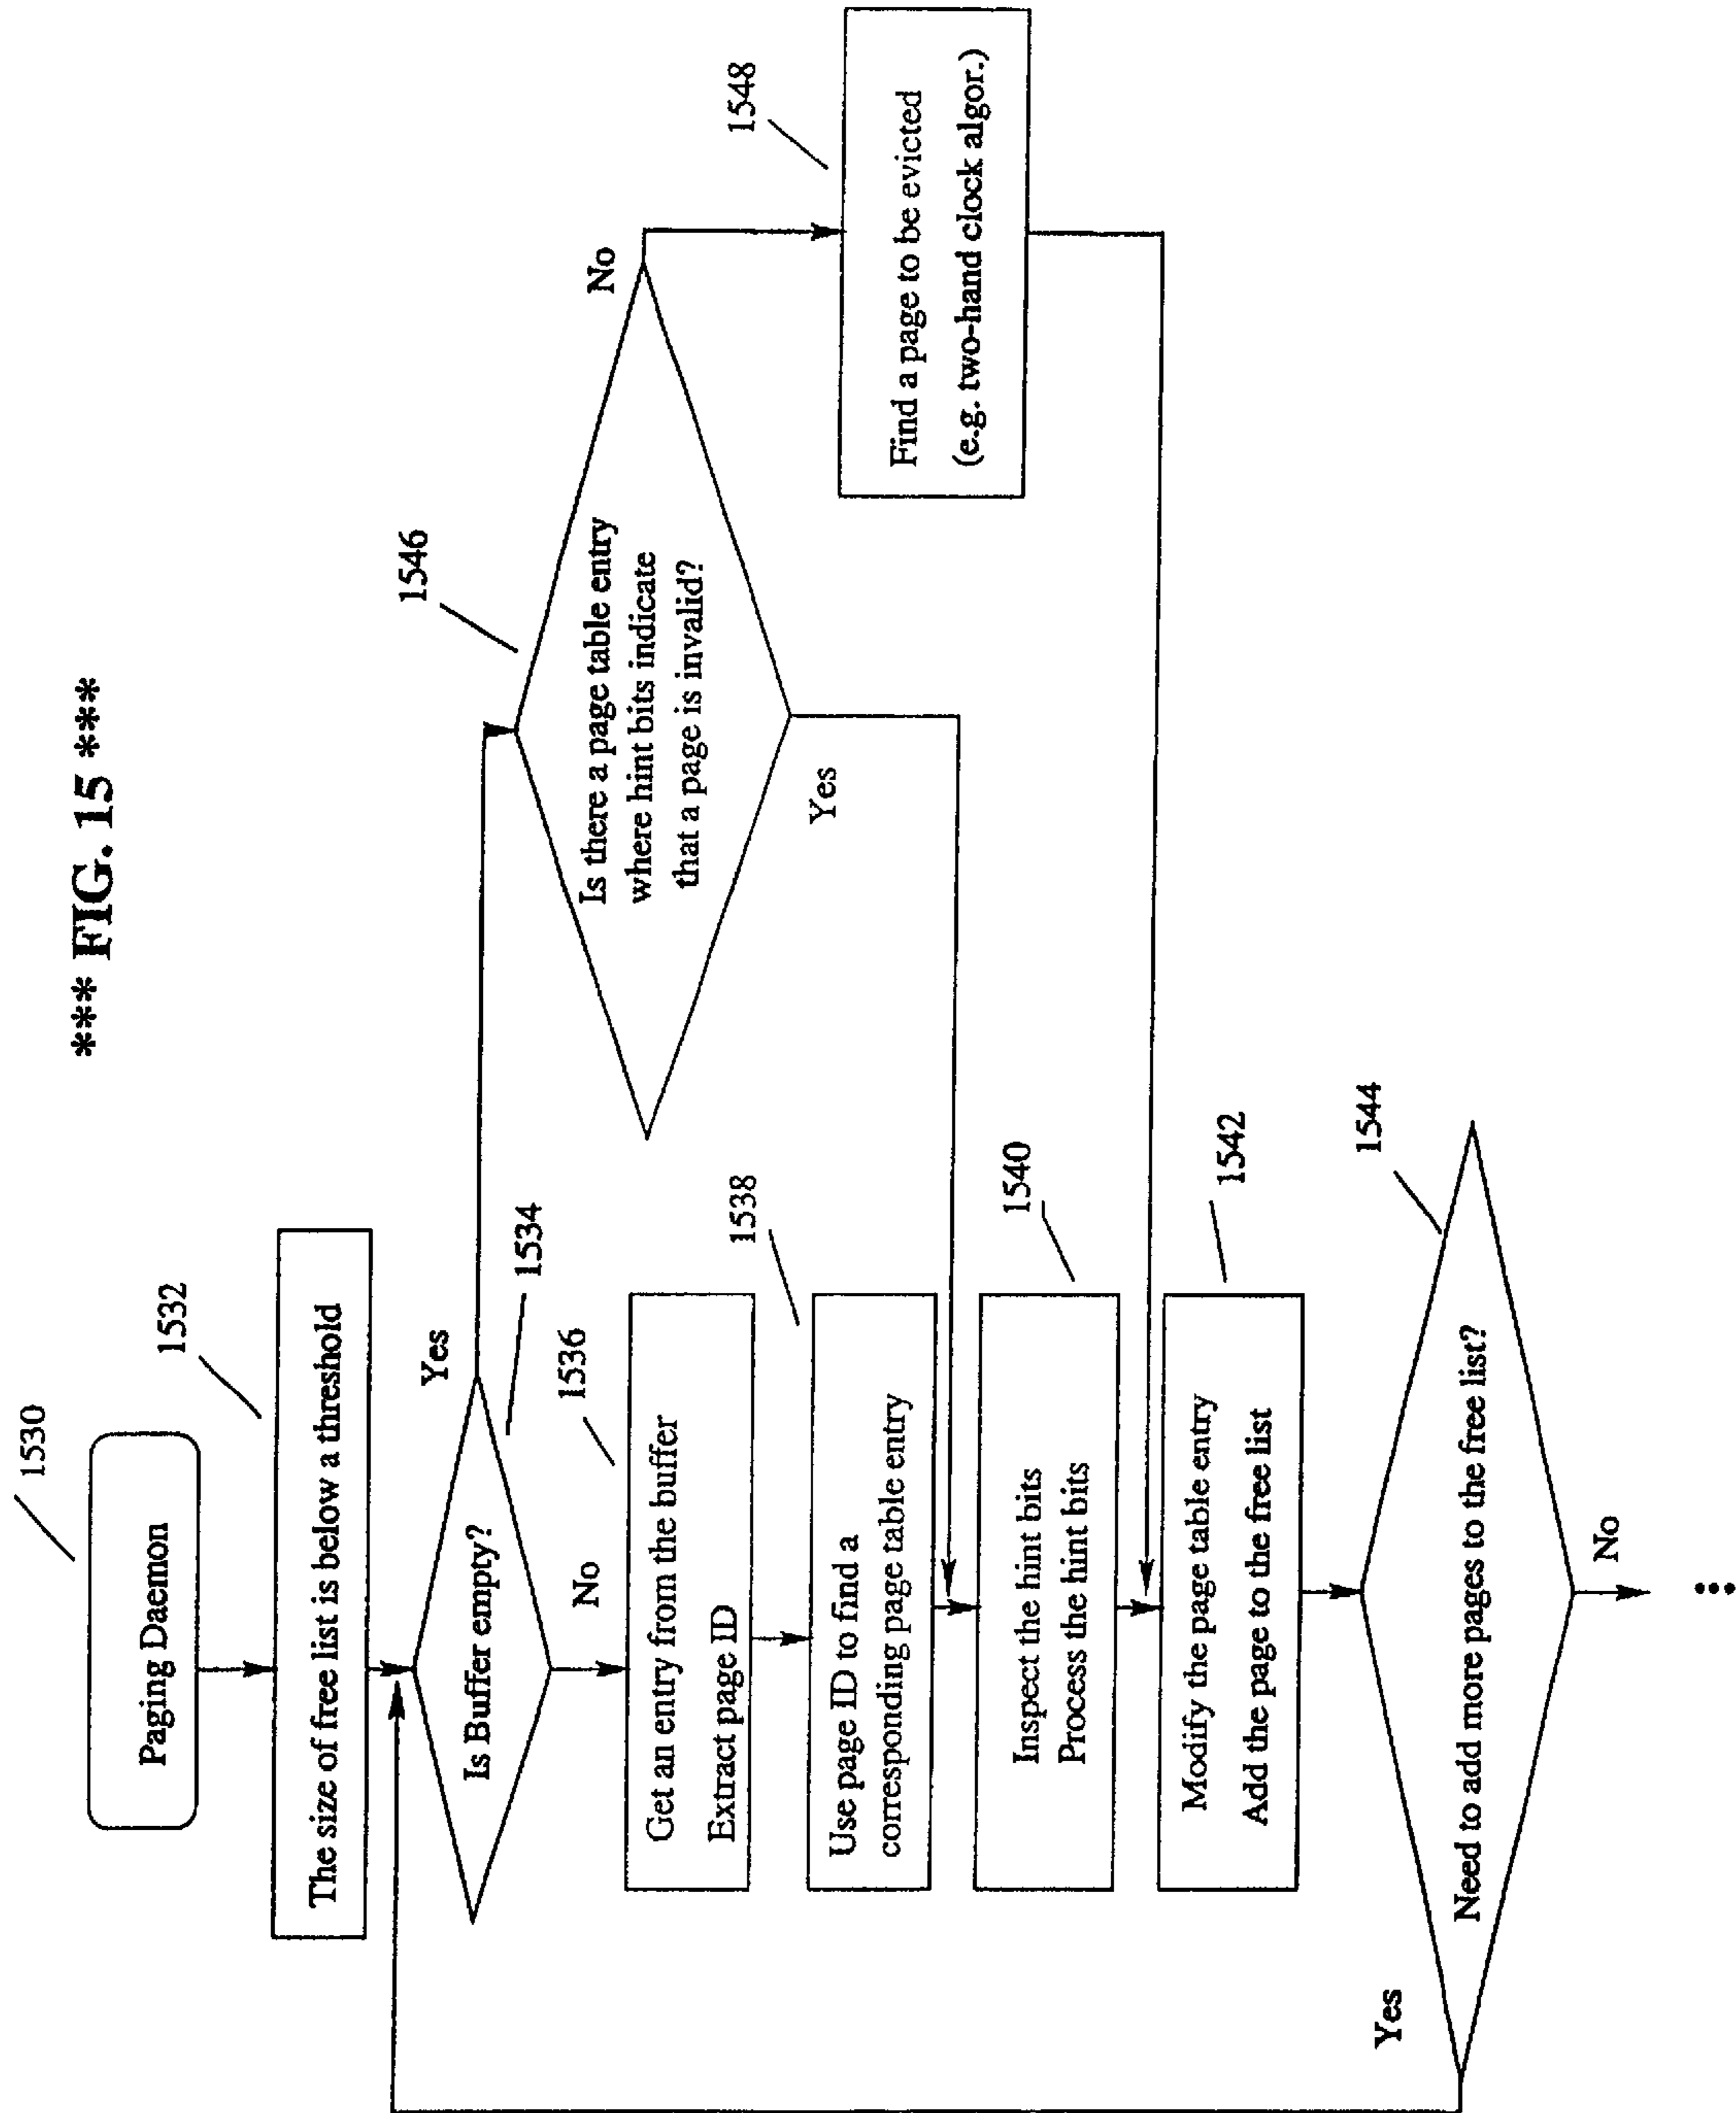 *** FIG. 15 ***
1530
Paging Daemon
1532
The size of free list is below a threshold
Is Buffer empty?
1534
Yes
No
1536
Get an entry from the buffer
Extract page ID
1538
Use page ID to find a
corresponding page table entry
1540
Inspect the hint bits
Process the hint bits
1542
Modify the page table entry
Add the page to the free list
1544
Need to add more pages to the free list?
Yes
No
1546
Is there a page table entry
where hint bits indicate
that a page is invalid?
Yes
No
1548
Find a page to be evicted
(e.g. two-hand clock algor.)